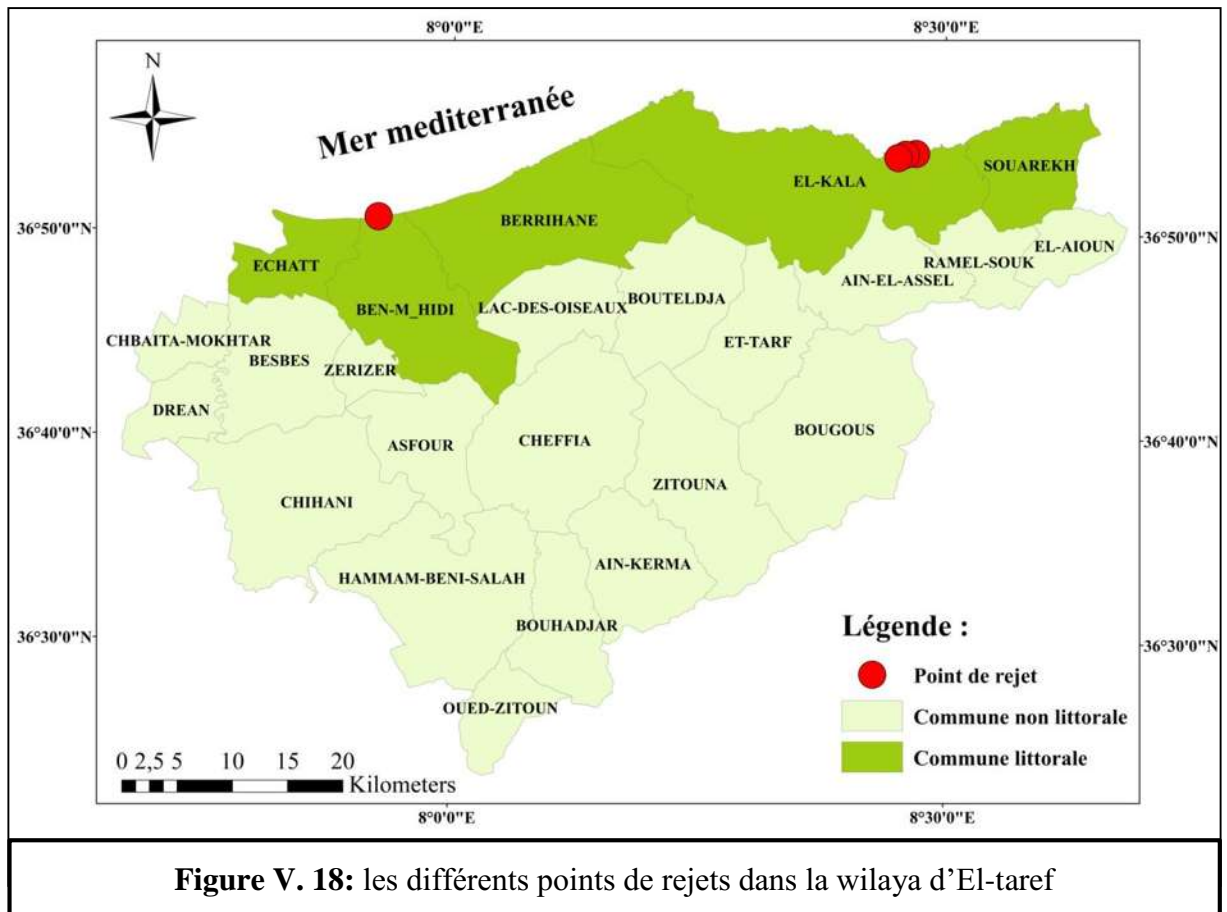 8°0'0"E
8°30'0"E
N
Mer mediterranée
SOUAREKH
EL-KALA
36°50'0"N
BERRIHANE
36°50'0"N
EL-AIOUN
ECHATT
RAMEL-SOUK
AIN-EL-ASSEL
BOUTELDJA
LAC-DES-OISEAUX
BEN-M_HIDI
CHBAITA-MOKHTAR
ET-TARF
BESBES
ZERIZER
DREAN
36°40'0"N
BOUGOUS
36°40'0"N
ASFOUR
CHEFFIA
ZITOUNA
CHIHANI
HAMMAM-BENI-SALAH
AIN-KERMA
BOUHADJAR
36°30'0"N
Légende :
36°30'0"N
Point de rejet
OUED-ZITOUN
Commune non littorale
Commune littorale
0 2,5 5 10 15 20
Kilometers
8°0'0"E
8°30'0"E
Figure V. 18: les différents points de rejets dans la wilaya d'El-taref